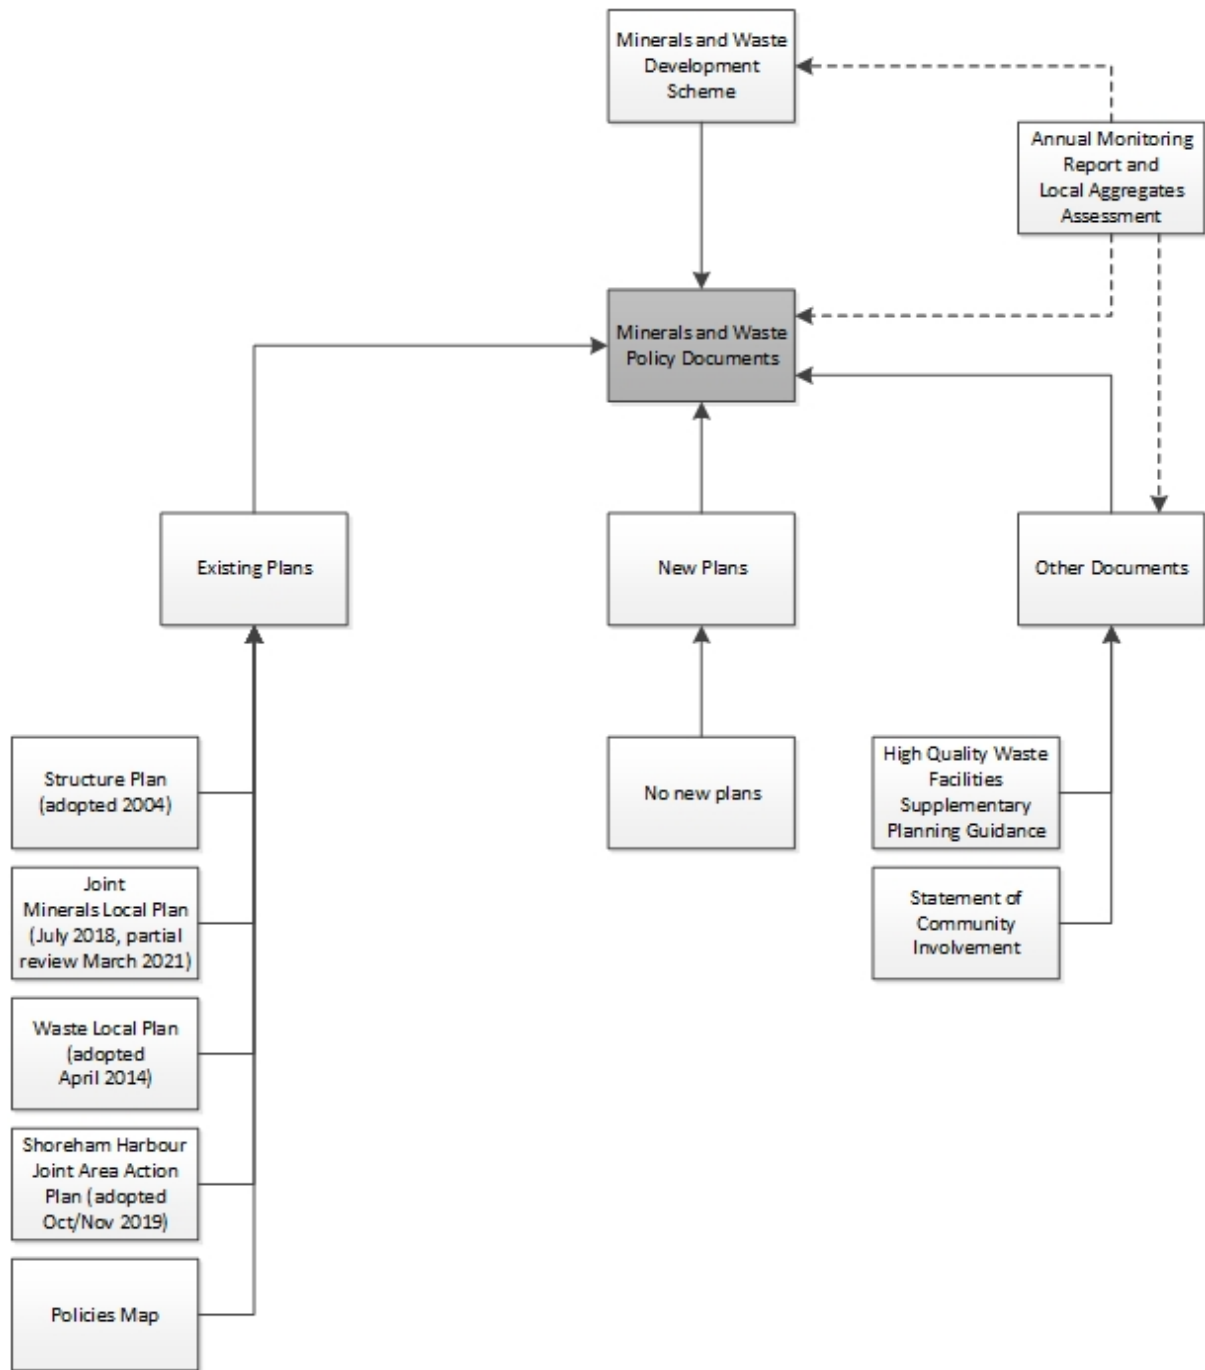 Minerals and Waste
Development
Scheme
Annual Monitoring
Report and
Local Aggregates
Assessment
Minerals and Waste
Policy Documents
Existing Plans
New Plans
Other Documents
Structure Plan
(adopted 2004)
Joint
Minerals Local Plan
(July 2018, partial
review March 2021)
Waste Local Plan
(adopted
April 2014)
Shoreham Harbour
Joint Area Action
Plan (adopted
Oct/Nov 2019)
Policies Map
No new plans
High Quality Waste
Facilities
Supplementary
Planning Guidance
Statement of
Community
Involvement